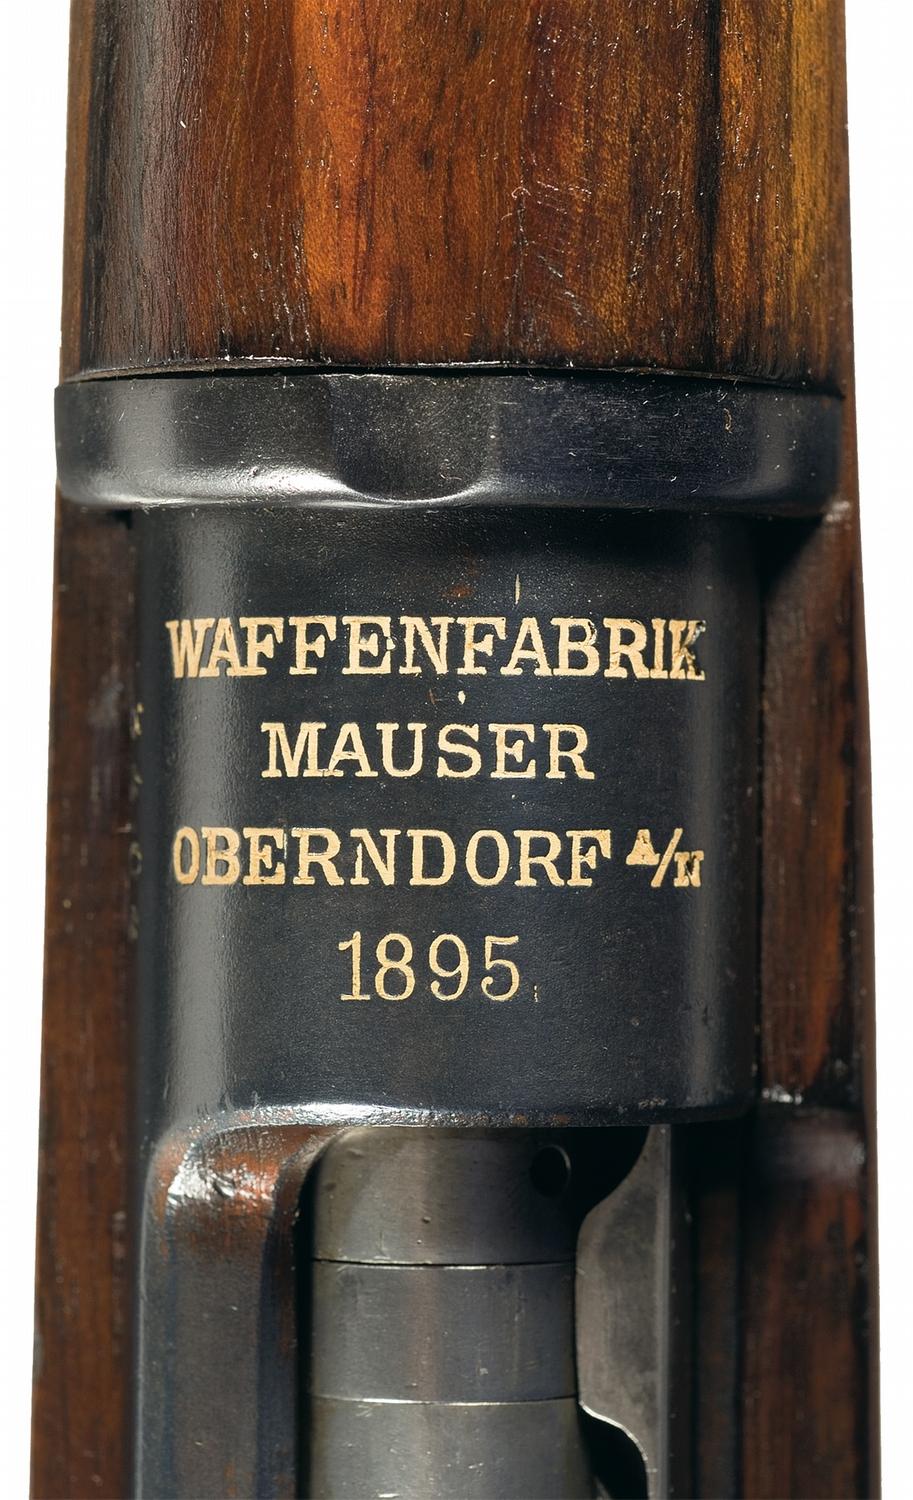 WAFFENFABRIK
MAUSER
OBERNDORF A/N
1895